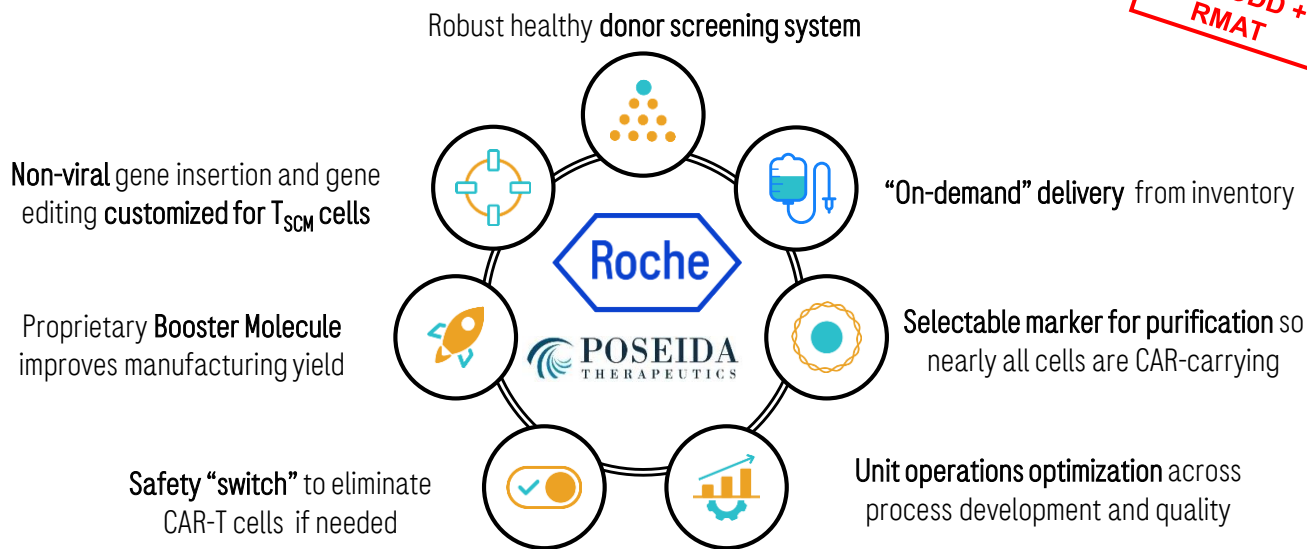 Robust healthy donor screening system
RMAT
Non-viral gene insertion and gene
editing customized for TSCM cells
"On-demand" delivery from inventory
Roche
Proprietary Booster Molecule
improves manufacturing yield
POSEIDA
THERAPEUTICS
Selectable marker for purification so
nearly all cells are CAR-carrying
Safety "switch" to eliminate
CAR-T cells if needed
Unit operations optimization across
process development and quality